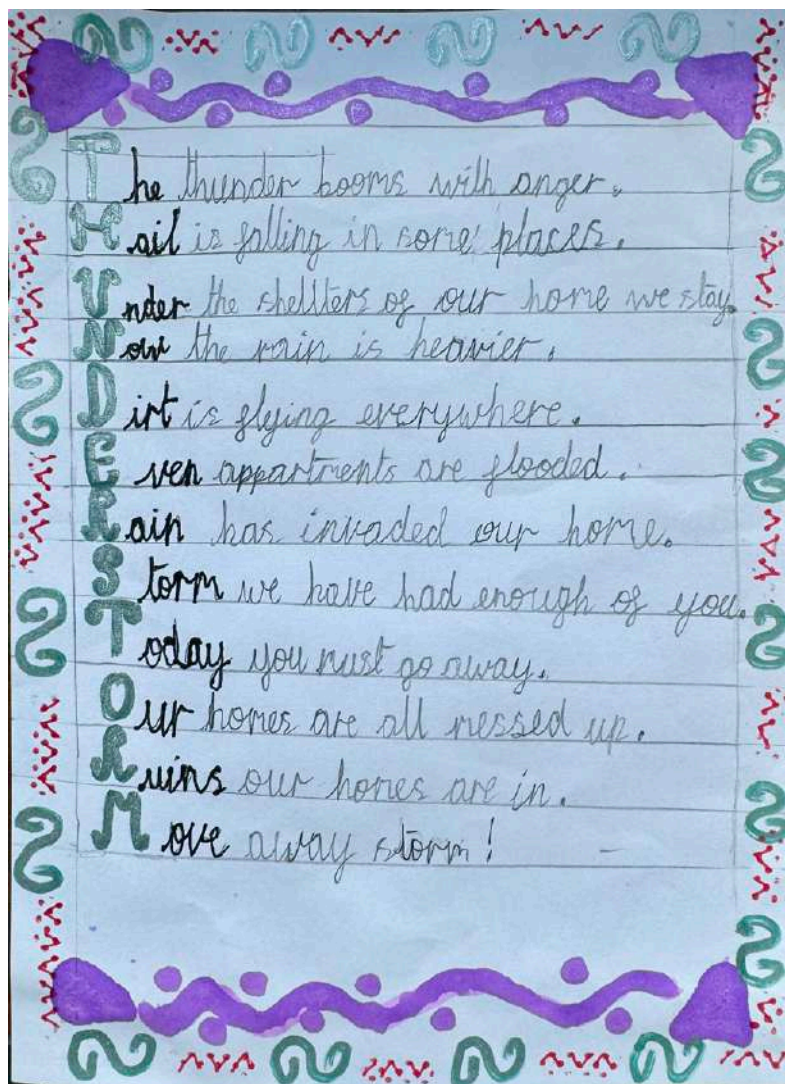 The thunder booms with anger.
Hail is falling in some places.
Under the shellters of our home we stay.
Now the rain is heavier.
Dirt is flying everywhere.
Even appartments are flooded.
Rain has invaded our home.
Storm we have had enough of you.
Today you must go away.
Our homes are all messed up.
Ruins our homes are in.
Move away storm!